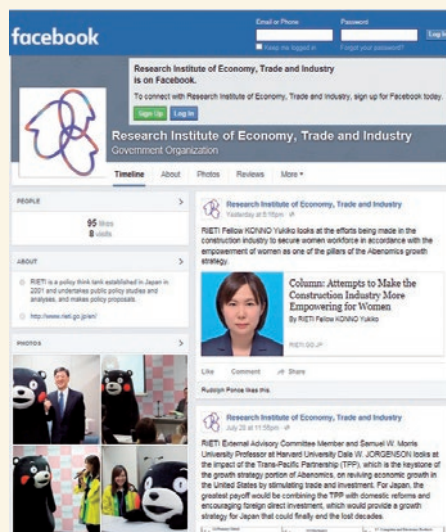 facebook
Email or Phone
Password
Log In
Keep me logged in
Forgot your password?
Research Institute of Economy, Trade and Industry
is on Facebook.
To connect with Research Institute of Economy, Trade and Industry, sign up for Facebook today.
Sign Up
Log In
Research Institute of Economy, Trade and Industry
Government Organization
Timeline
About
Photos
Reviews
More
PEOPLE
95 likes
8 visits
ABOUT
RIETI is a policy think tank established in Japan in
2001 and undertakes public policy studies and
analyses, and makes policy proposals.
http://www.rieti.go.jp/en/
PHOTOS
Research Institute of Economy, Trade and Industry
Yesterday at 5:15pm
RIETI Fellow KONNO Yukiko looks at the efforts being made in the
construction industry to secure women workforce in accordance with the
empowerment of women as one of the pillars of the Abenomics growth
strategy.
Column: Attempts to Make the
Construction Industry More
Empowering for Women
By RIETI Fellow KONNO Yukiko
RIETI.GO.JP
Like
Comment
Share
Rudolph Ponce likes this.
Research Institute of Economy, Trade and Industry
RIETI External Advisory Committee Member and Samuel W. Morris
University Professor at Harvard University Dale W. JORGENSON looks at
the impact of the Trans-Pacific Partnership (TPP), which is the keystone of
the growth strategy portion of Abenomics, on reviving economic growth in
the United States by stimulating trade and investment. For Japan, the
greatest payoff would be combining the TPP with domestic reforms and
encouraging foreign direct investment, which would provide a growth
strategy for Japan that could finally end the lost decades.